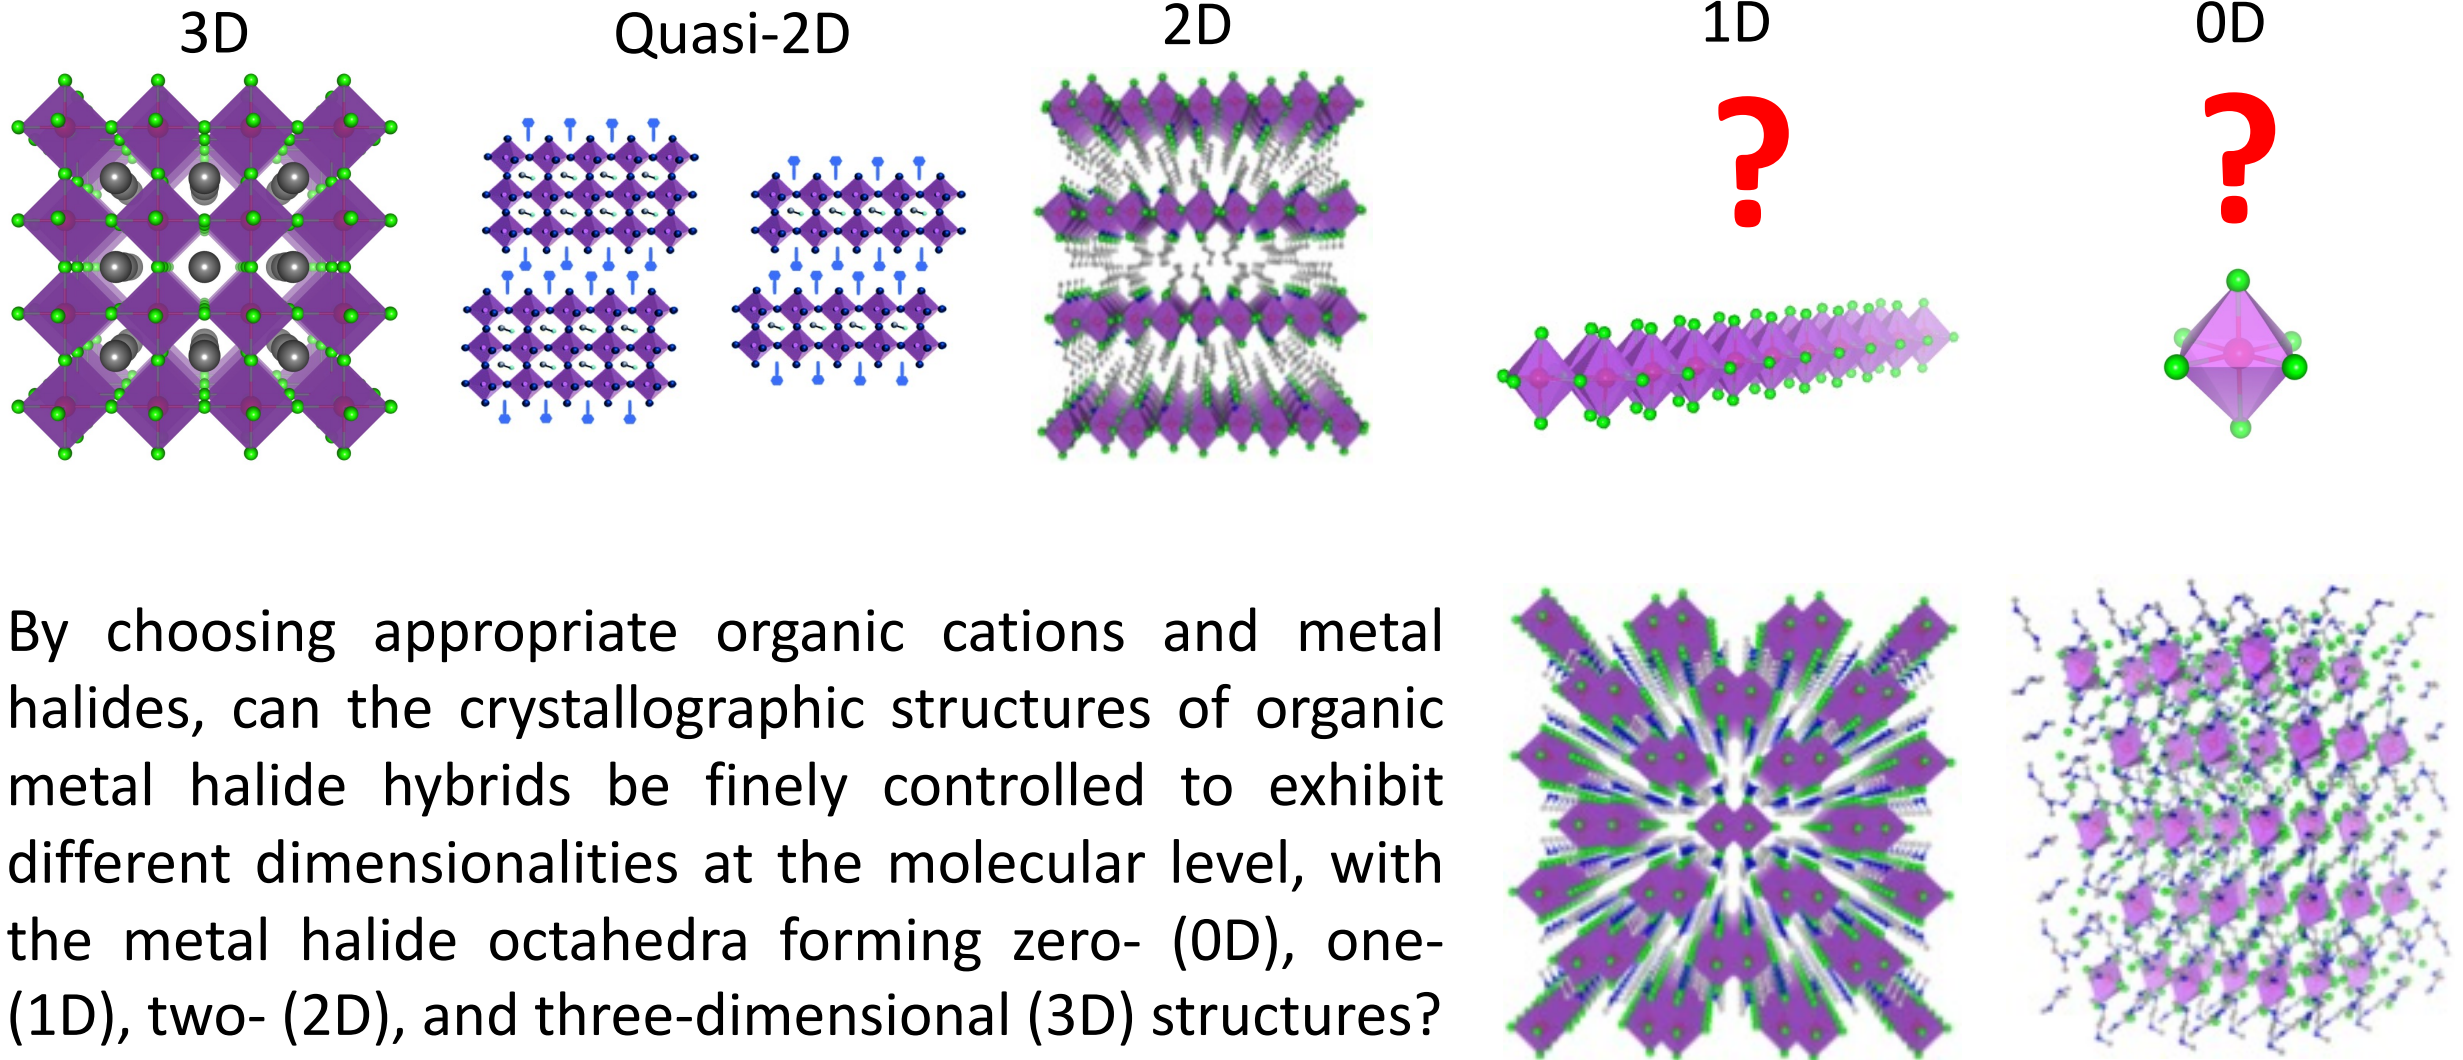 3D
Quasi-2D
2D
1D
0D
?
?
By choosing appropriate organic cations and metal
halides, can the crystallographic structures of organic
metal halide hybrids be finely controlled to exhibit
different dimensionalities at the molecular level, with
the metal halide octahedra forming zero- (0D), one-
(1D), two- (2D), and three-dimensional (3D) structures?